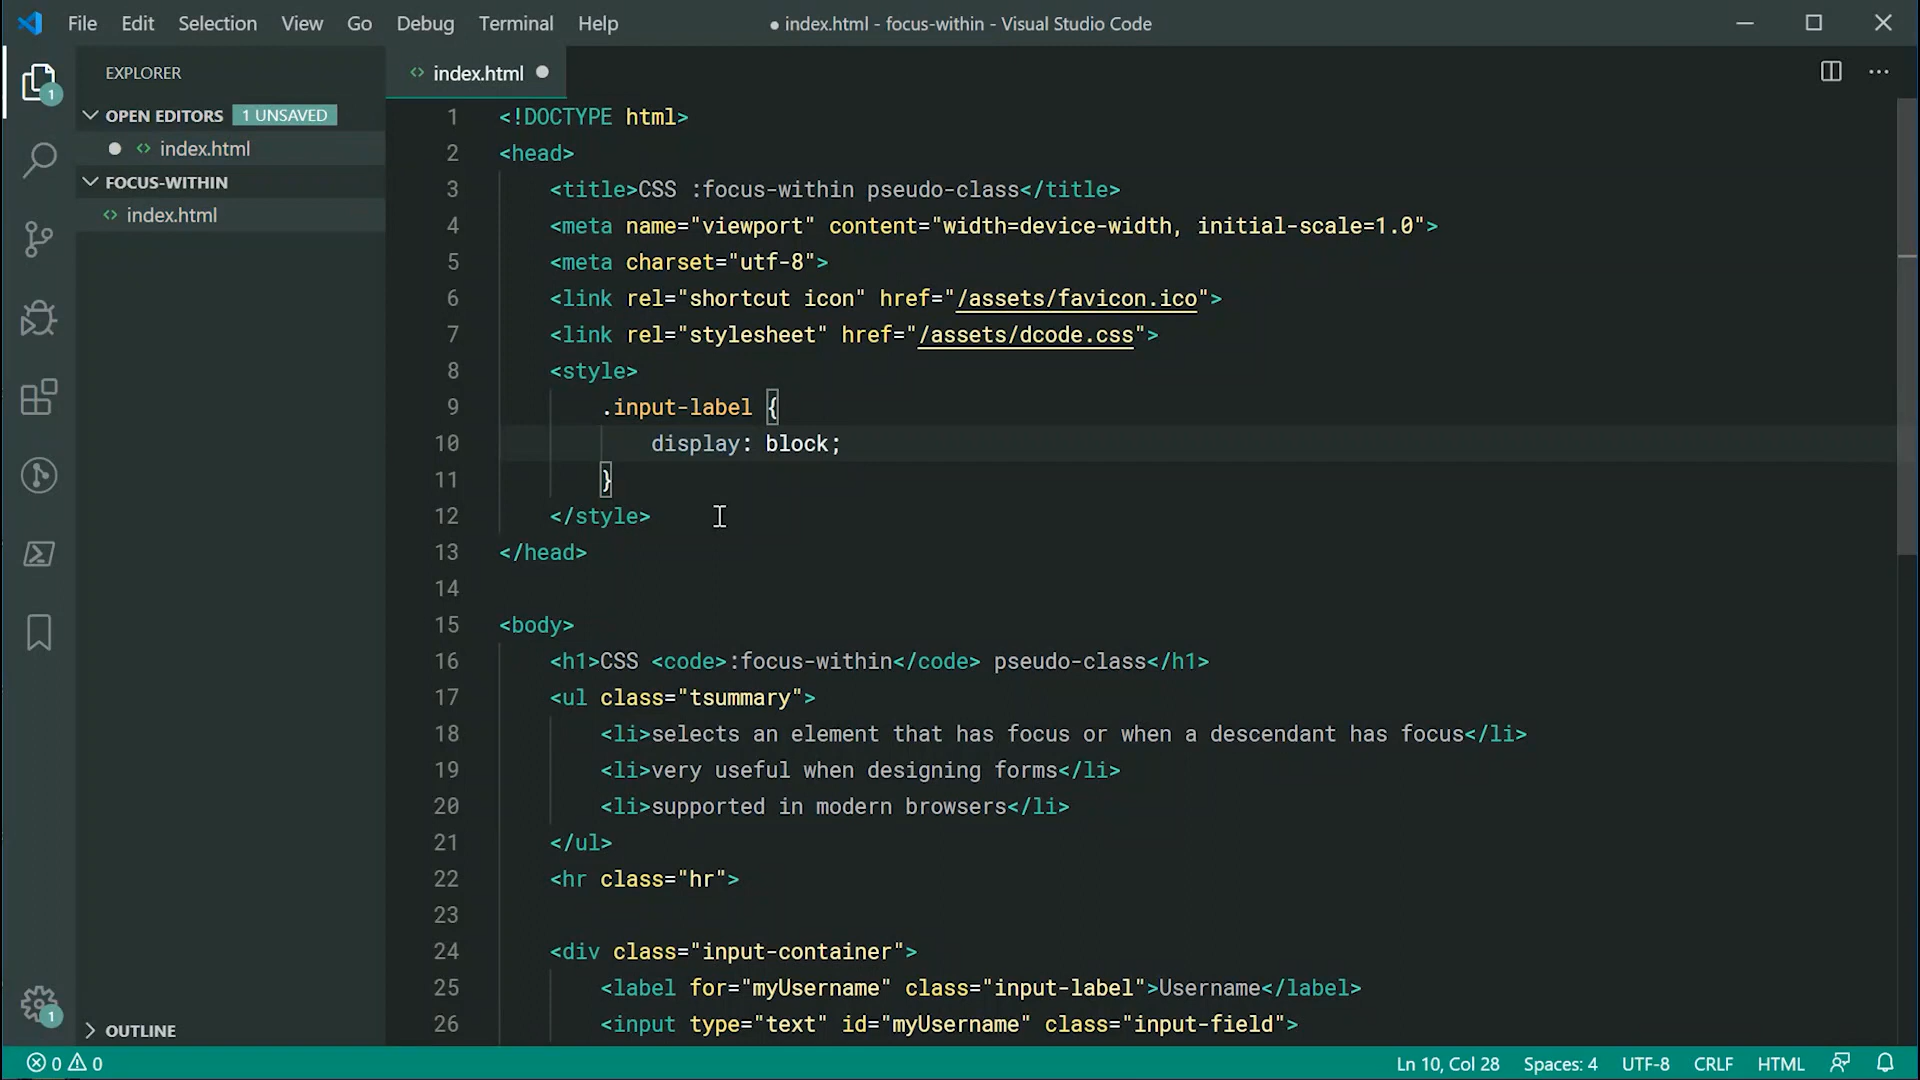 File Edit Selection View Go Debug Terminal Help
● index.html - focus-within - Visual Studio Code
EXPLORER
OPEN EDITORS 1 UNSAVED
index.html
FOCUS-WITHIN
index.html
OUTLINE
1
1
index.html
1 <!DOCTYPE html>
2 <head>
3 <title>CSS :focus-within pseudo-class</title>
4 <meta name="viewport" content="width=device-width, initial-scale=1.0">
5 <meta charset="utf-8">
6 <link rel="shortcut icon" href="/assets/favicon.ico">
7 <link rel="stylesheet" href="/assets/dcode.css">
8 <style>
9 .input-label {
10 display: block;
11 }
12 </style>
13 </head>
14
15 <body>
16 <h1>CSS <code>:focus-within</code> pseudo-class</h1>
17 <ul class="tsummary">
18 <li>selects an element that has focus or when a descendant has focus</li>
19 <li>very useful when designing forms</li>
20 <li>supported in modern browsers</li>
21 </ul>
22 <hr class="hr">
23
24 <div class="input-container">
25 <label for="myUsername" class="input-label">Username</label>
26 <input type="text" id="myUsername" class="input-field">
0 0
Ln 10, Col 28 Spaces: 4 UTF-8 CRLF HTML